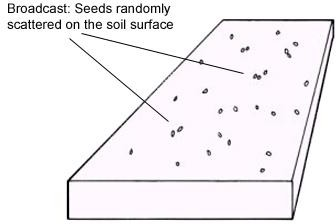 Broadcast: Seeds randomly
scattered on the soil surface